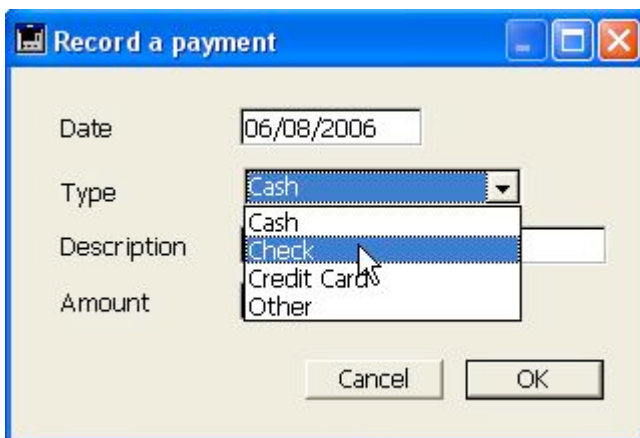 Record a payment
Date 06/08/2006
Type Cash
Cash
Description Check
Credit Card
Amount Other
Cancel OK